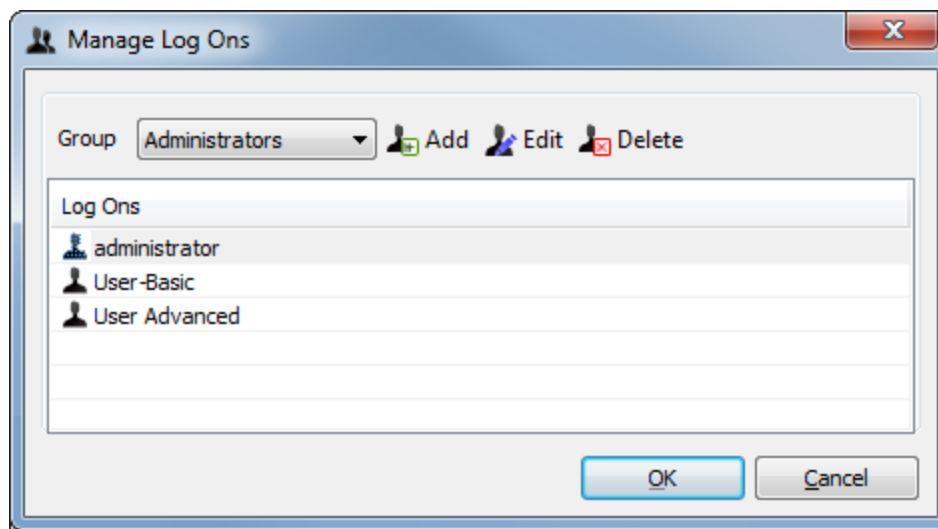 Manage Log Ons
Group Administrators Add Edit Delete
Log Ons
administrator
User-Basic
User Advanced
OK Cancel